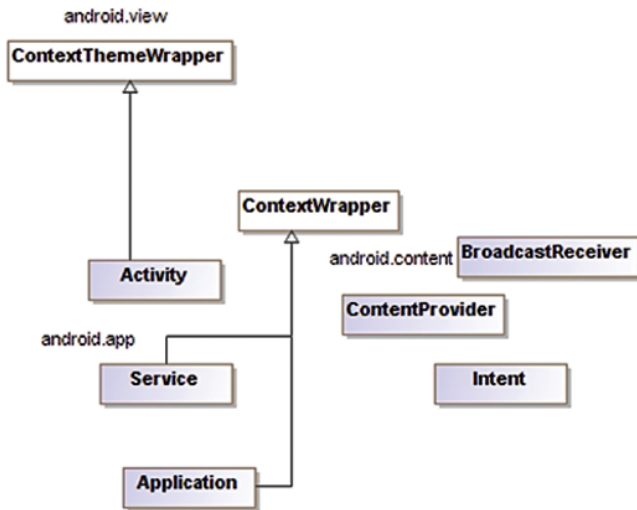 android.view
ContextThemeWrapper
ContextWrapper
android.content
BroadcastReceiver
Activity
ContentProvider
android.app
Service
Intent
Application